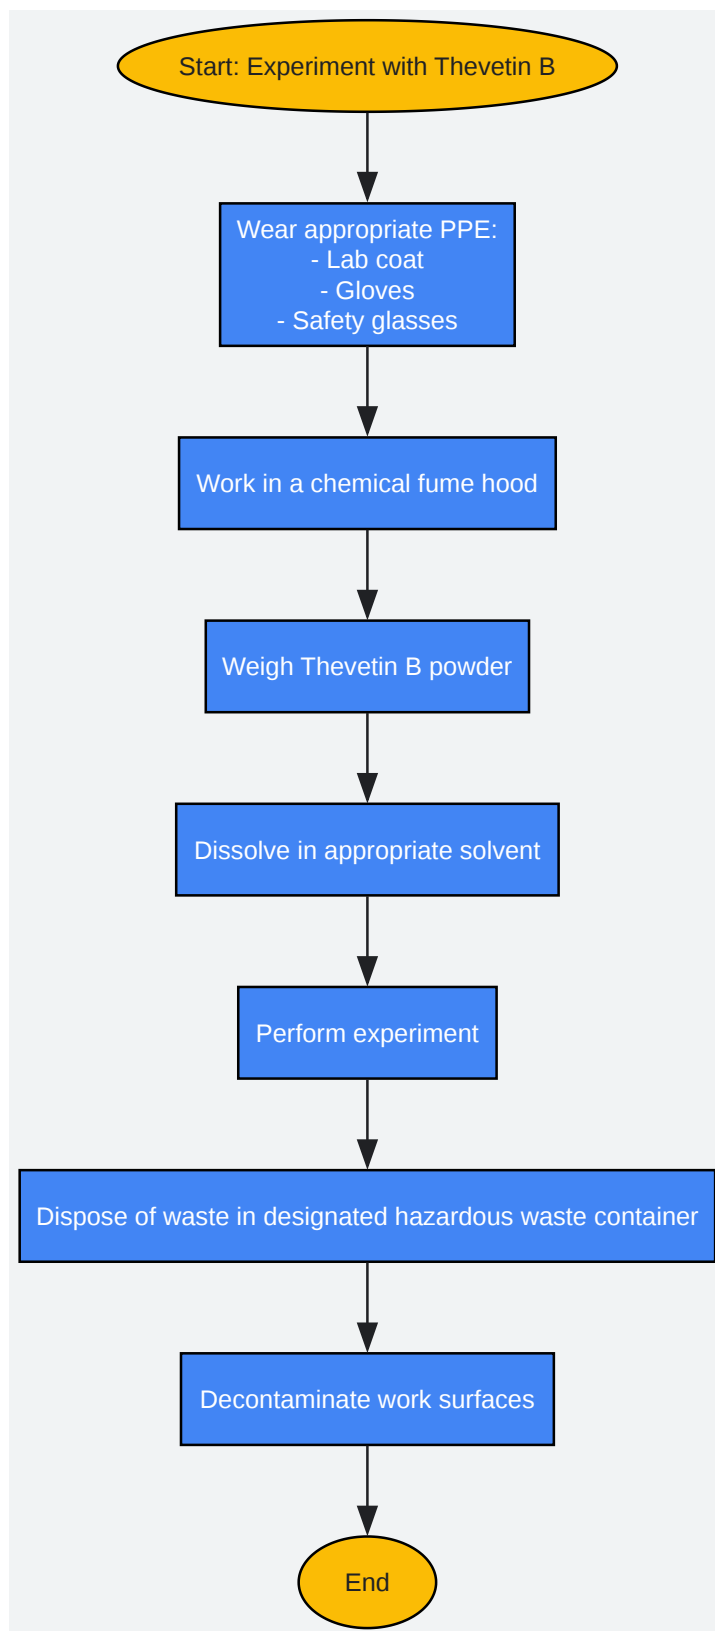 Start: Experiment with Thevetin B
Wear appropriate PPE:
- Lab coat
- Gloves
- Safety glasses
Work in a chemical fume hood
Weigh Thevetin B powder
Dissolve in appropriate solvent
Perform experiment
Dispose of waste in designated hazardous waste container
Decontaminate work surfaces
End